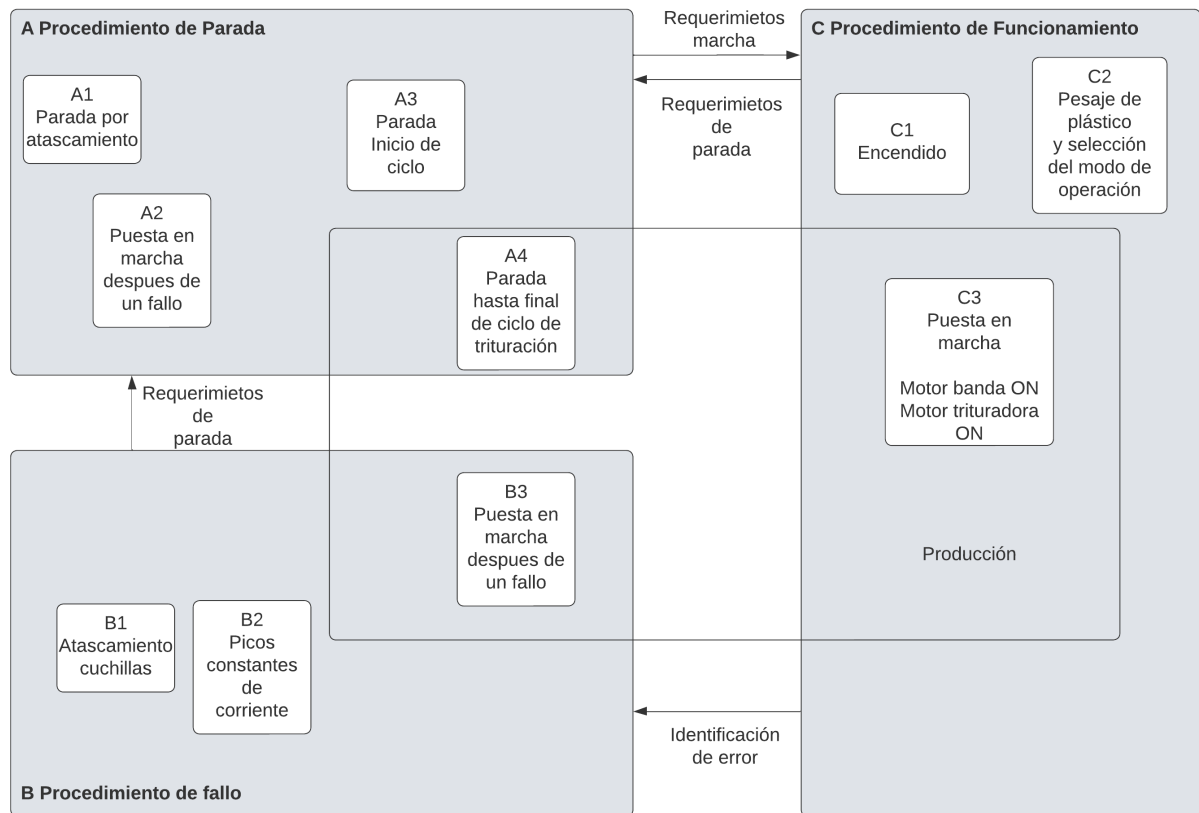 A Procedimiento de Parada
A1
Parada por
atascamiento
A3
Parada
Inicio de
ciclo
A2
Puesta en
marcha
despues de
un fallo
A4
Parada
hasta final
de ciclo de
trituración
Requerimietos
marcha
Requerimietos
de
parada
C Procedimiento de Funcionamiento
C1
Encendido
C2
Pesaje de
plástico
y selección
del modo de
operación
C3
Puesta en
marcha
Motor banda ON
Motor trituradora
ON
Producción
Requerimietos
de
parada
B3
Puesta en
marcha
despues de
un fallo
B1
Atascamiento
cuchillas
B2
Picos
constantes
de
corriente
Identificación
de error
B Procedimiento de fallo